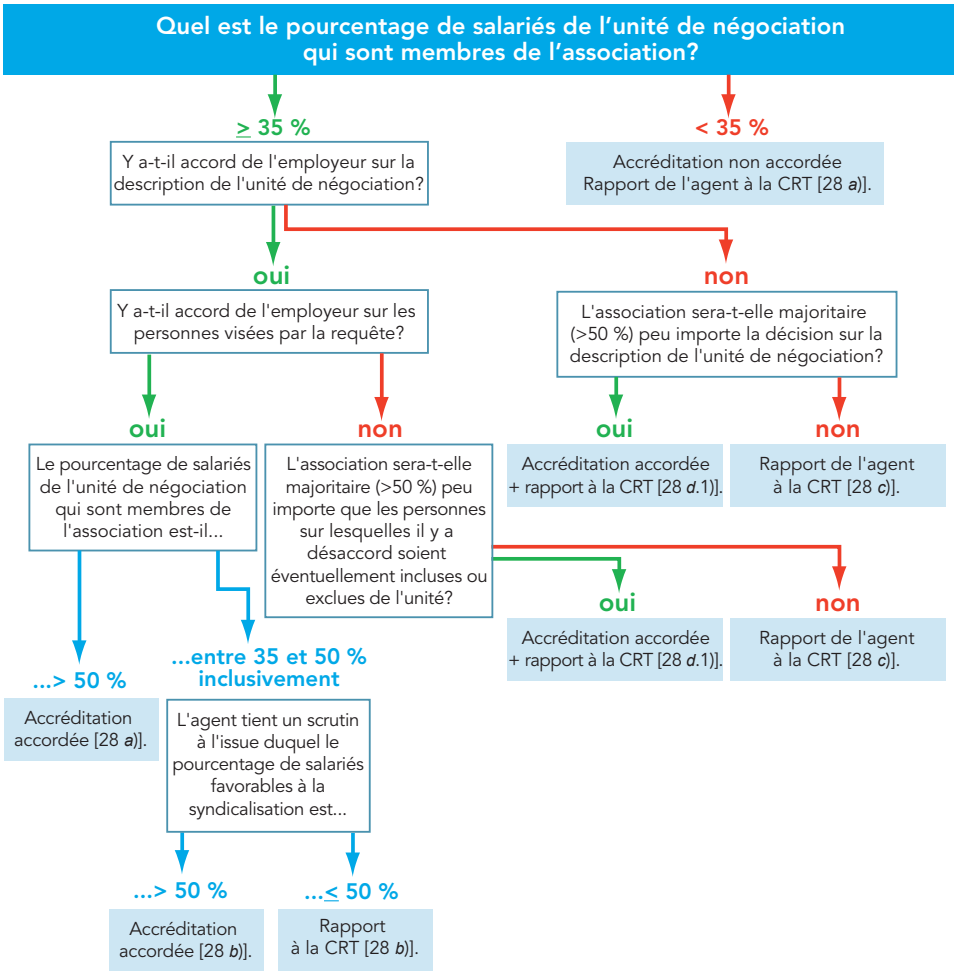 Quel est le pourcentage de salariés de l'unité de négociation
qui sont membres de l'association?
≥ 35 %
< 35 %
Y a-t-il accord de l'employeur sur la
description de l'unité de négociation?
Accréditation non accordée
Rapport de l'agent à la CRT [28 a)].
oui
non
Y a-t-il accord de l'employeur sur les
personnes visées par la requête?
L'association sera-t-elle majoritaire
(>50 %) peu importe la décision sur la
description de l'unité de négociation?
oui
non
oui
non
Le pourcentage de salariés
de l'unité de négociation
qui sont membres de
l'association est-il...
L'association sera-t-elle
majoritaire (>50 %) peu
importe que les personnes
sur lesquelles il y a
désaccord soient
éventuellement incluses ou
exclues de l'unité?
Accréditation accordée
+ rapport à la CRT [28 d.1)].
Rapport de l'agent
à la CRT [28 c)].
oui
non
Accréditation accordée
+ rapport à la CRT [28 d.1)].
Rapport de l'agent
à la CRT [28 c)].
...> 50 %
...entre 35 et 50 %
inclusivement
Accréditation
accordée [28 a)].
L'agent tient un scrutin
à l'issue duquel le
pourcentage de salariés
favorables à la
syndicalisation est...
...> 50 %
...≤ 50 %
Accréditation
accordée [28 b)].
Rapport
à la CRT [28 b)].